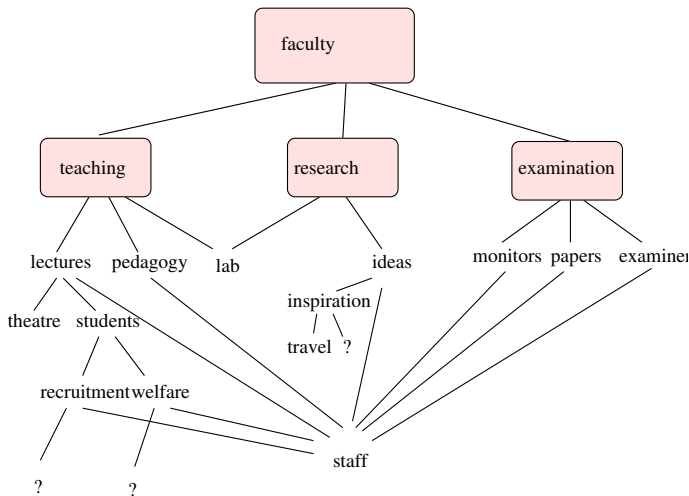 faculty
teaching
research
examination
lectures
pedagogy
lab
ideas
monitors
papers
examiner
inspiration
theatre
students
travel
?
recruitment
welfare
staff
?
?